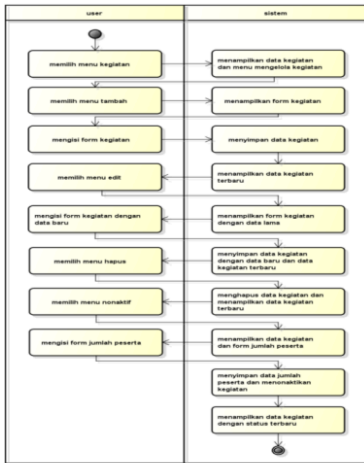 user
sistem
memilih menu kegiatan
menampilkan data kegiatan
dan menu mengelola kegiatan
memilih menu tambah
menampilkan form kegiatan
mengisi form kegiatan
menyimpan data kegiatan
memilih menu edit
menampilkan data kegiatan
terbaru
mengisi form kegiatan dengan
data baru
menampilkan form kegiatan
dengan data lama
memilih menu hapus
menyimpan data kegiatan
dengan data baru dan data
kegiatan terbaru
memilih menu nonaktif
menghapus data kegiatan dan
menampilkan data kegiatan
terbaru
mengisi form jumlah peserta
menampilkan data kegiatan
dan form jumlah peserta
menyimpan data jumlah
peserta dan menonaktikan
kegiatan
menampilkan data kegiatan
dengan status terbaru